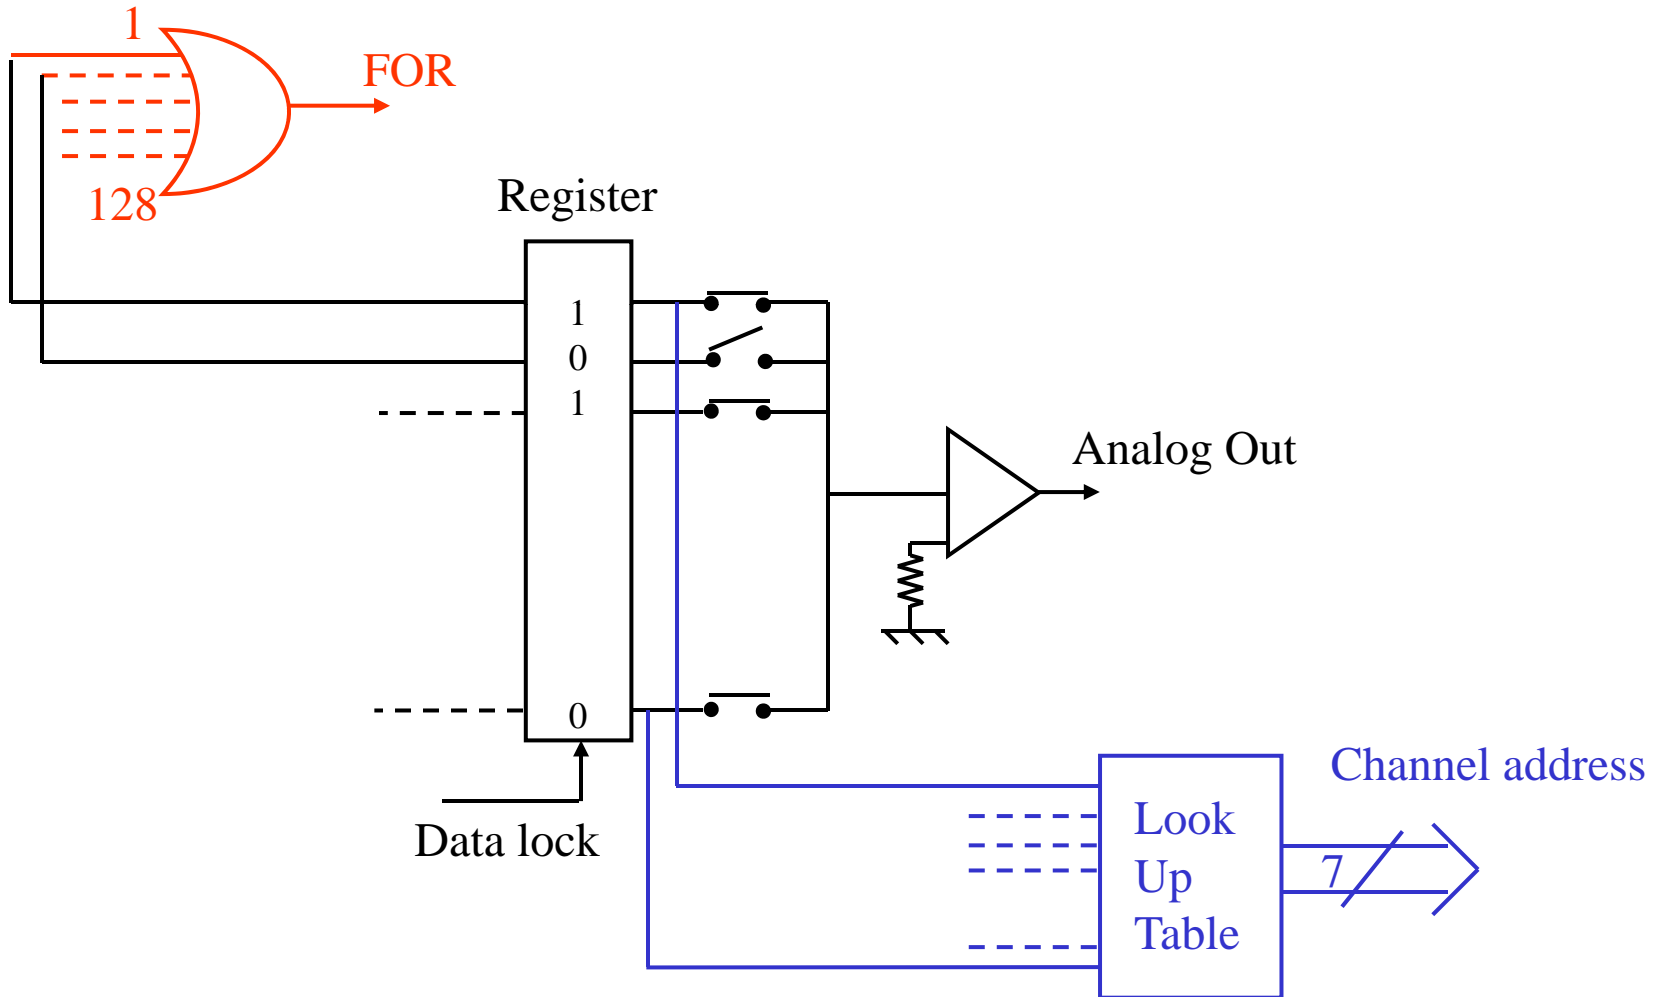 1
FOR
128
Register
1
0
1
Analog Out
0
Data lock
Channel address
Look
Up
Table
7